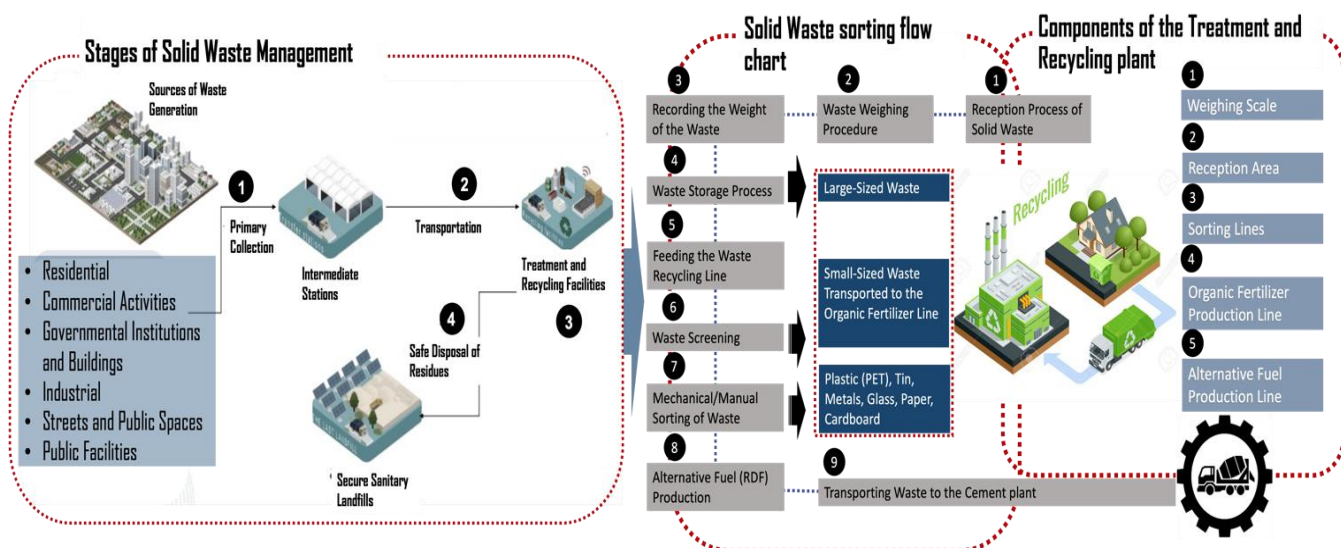 Stages of Solid Waste Management
Sources of Waste
Generation
1
Primary
Collection
2
Transportation
Intermediate
Stations
Treatment and
Recycling Facilities
3
4
Safe Disposal of
Residues
Secure Sanitary
Landfills
• Residential
• Commercial Activities
• Governmental Institutions
and Buildings
• Industrial
• Streets and Public Spaces
• Public Facilities
Solid Waste sorting flow
chart
3
Recording the Weight
of the Waste
2
Waste Weighing
Procedure
1
Reception Process of
Solid Waste
4
Waste Storage Process
Large-Sized Waste
5
Feeding the Waste
Recycling Line
Small-Sized Waste
Transported to the
Organic Fertilizer Line
6
Waste Screening
7
Mechanical/Manual
Sorting of Waste
Plastic (PET), Tin,
Metals, Glass, Paper,
Cardboard
8
Alternative Fuel (RDF)
Production
9
Transporting Waste to the Cement plant
Recycling
Components of the Treatment and
Recycling plant
1
Weighing Scale
2
Reception Area
3
Sorting Lines
4
Organic Fertilizer
Production Line
5
Alternative Fuel
Production Line